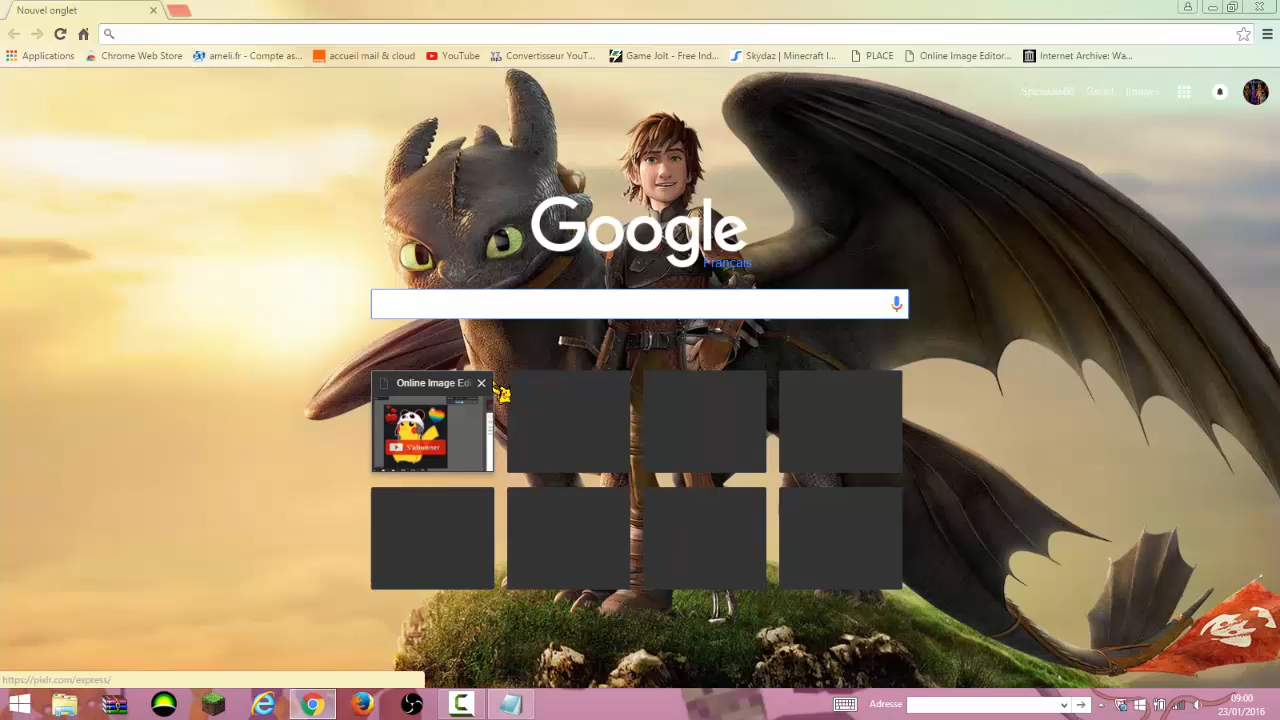 Nouvel onglet
Applications Chrome Web Store ameli.fr - Compte as... accueil mail & cloud YouTube Convertisseur YouT... Game Jolt - Free Ind... Skydaz | Minecraft I... PLACE Online Image Editor... Internet Archive: Wa...
Gmail Images
Google
Français
Online Image Edi
S'abonner
https://pixlr.com/express/
Adresse
09:00
23/01/2016